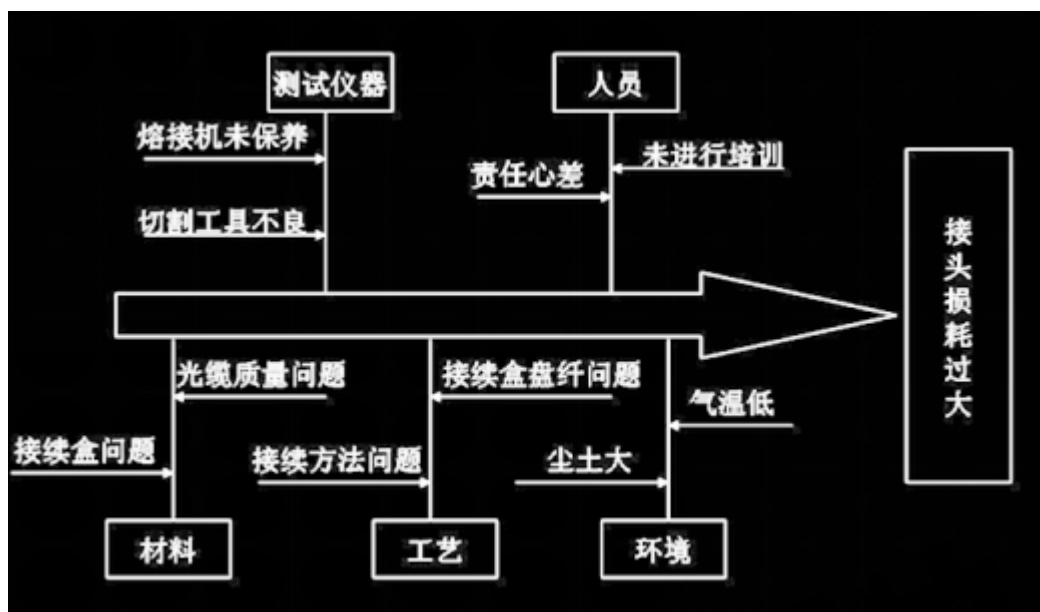 测试仪器
人员
熔接机未保养
未进行培训
责任心差
切割工具不良
接头损耗过大
光缆质量问题
接续盒盘纤问题
气温低
接续盒问题
接续方法问题
尘土大
材料
工艺
环境